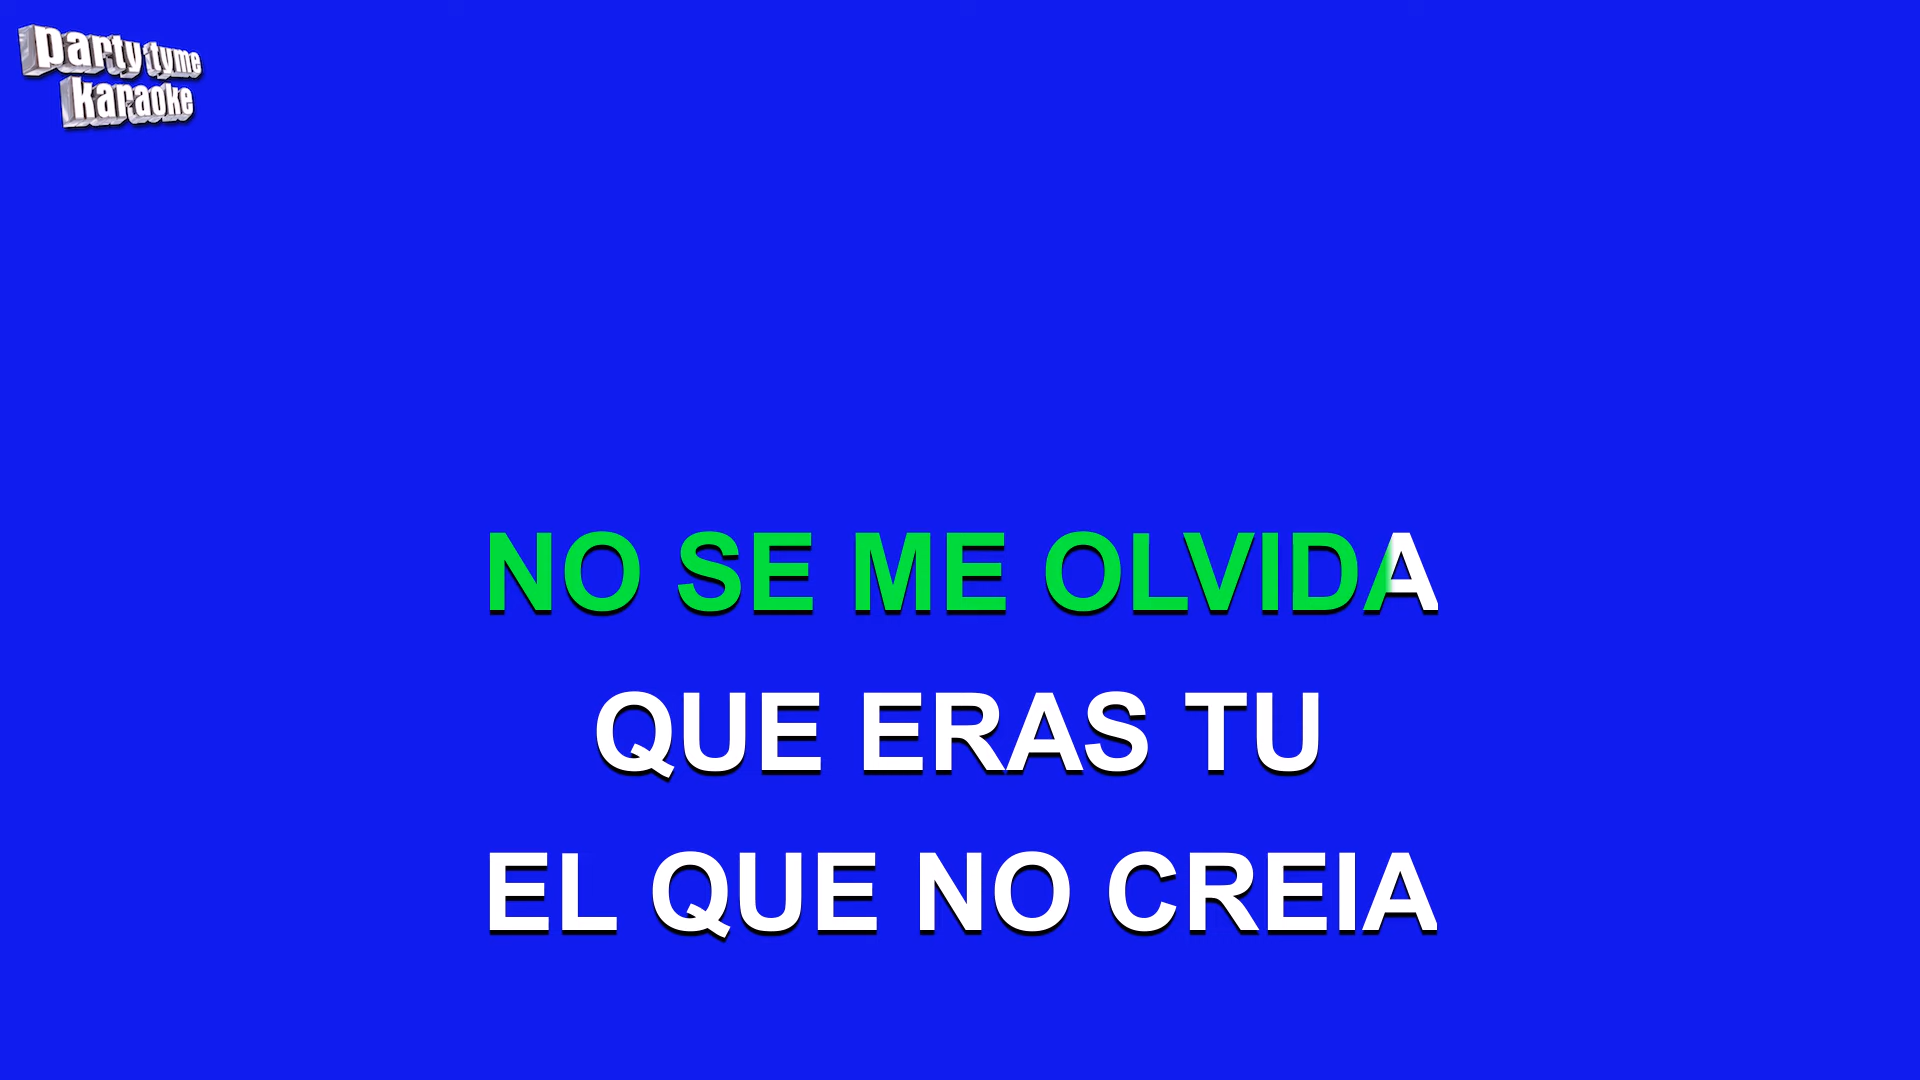 party tyme
karaoke
NO SE ME OLVIDA
QUE ERAS TU
EL QUE NO CREIA